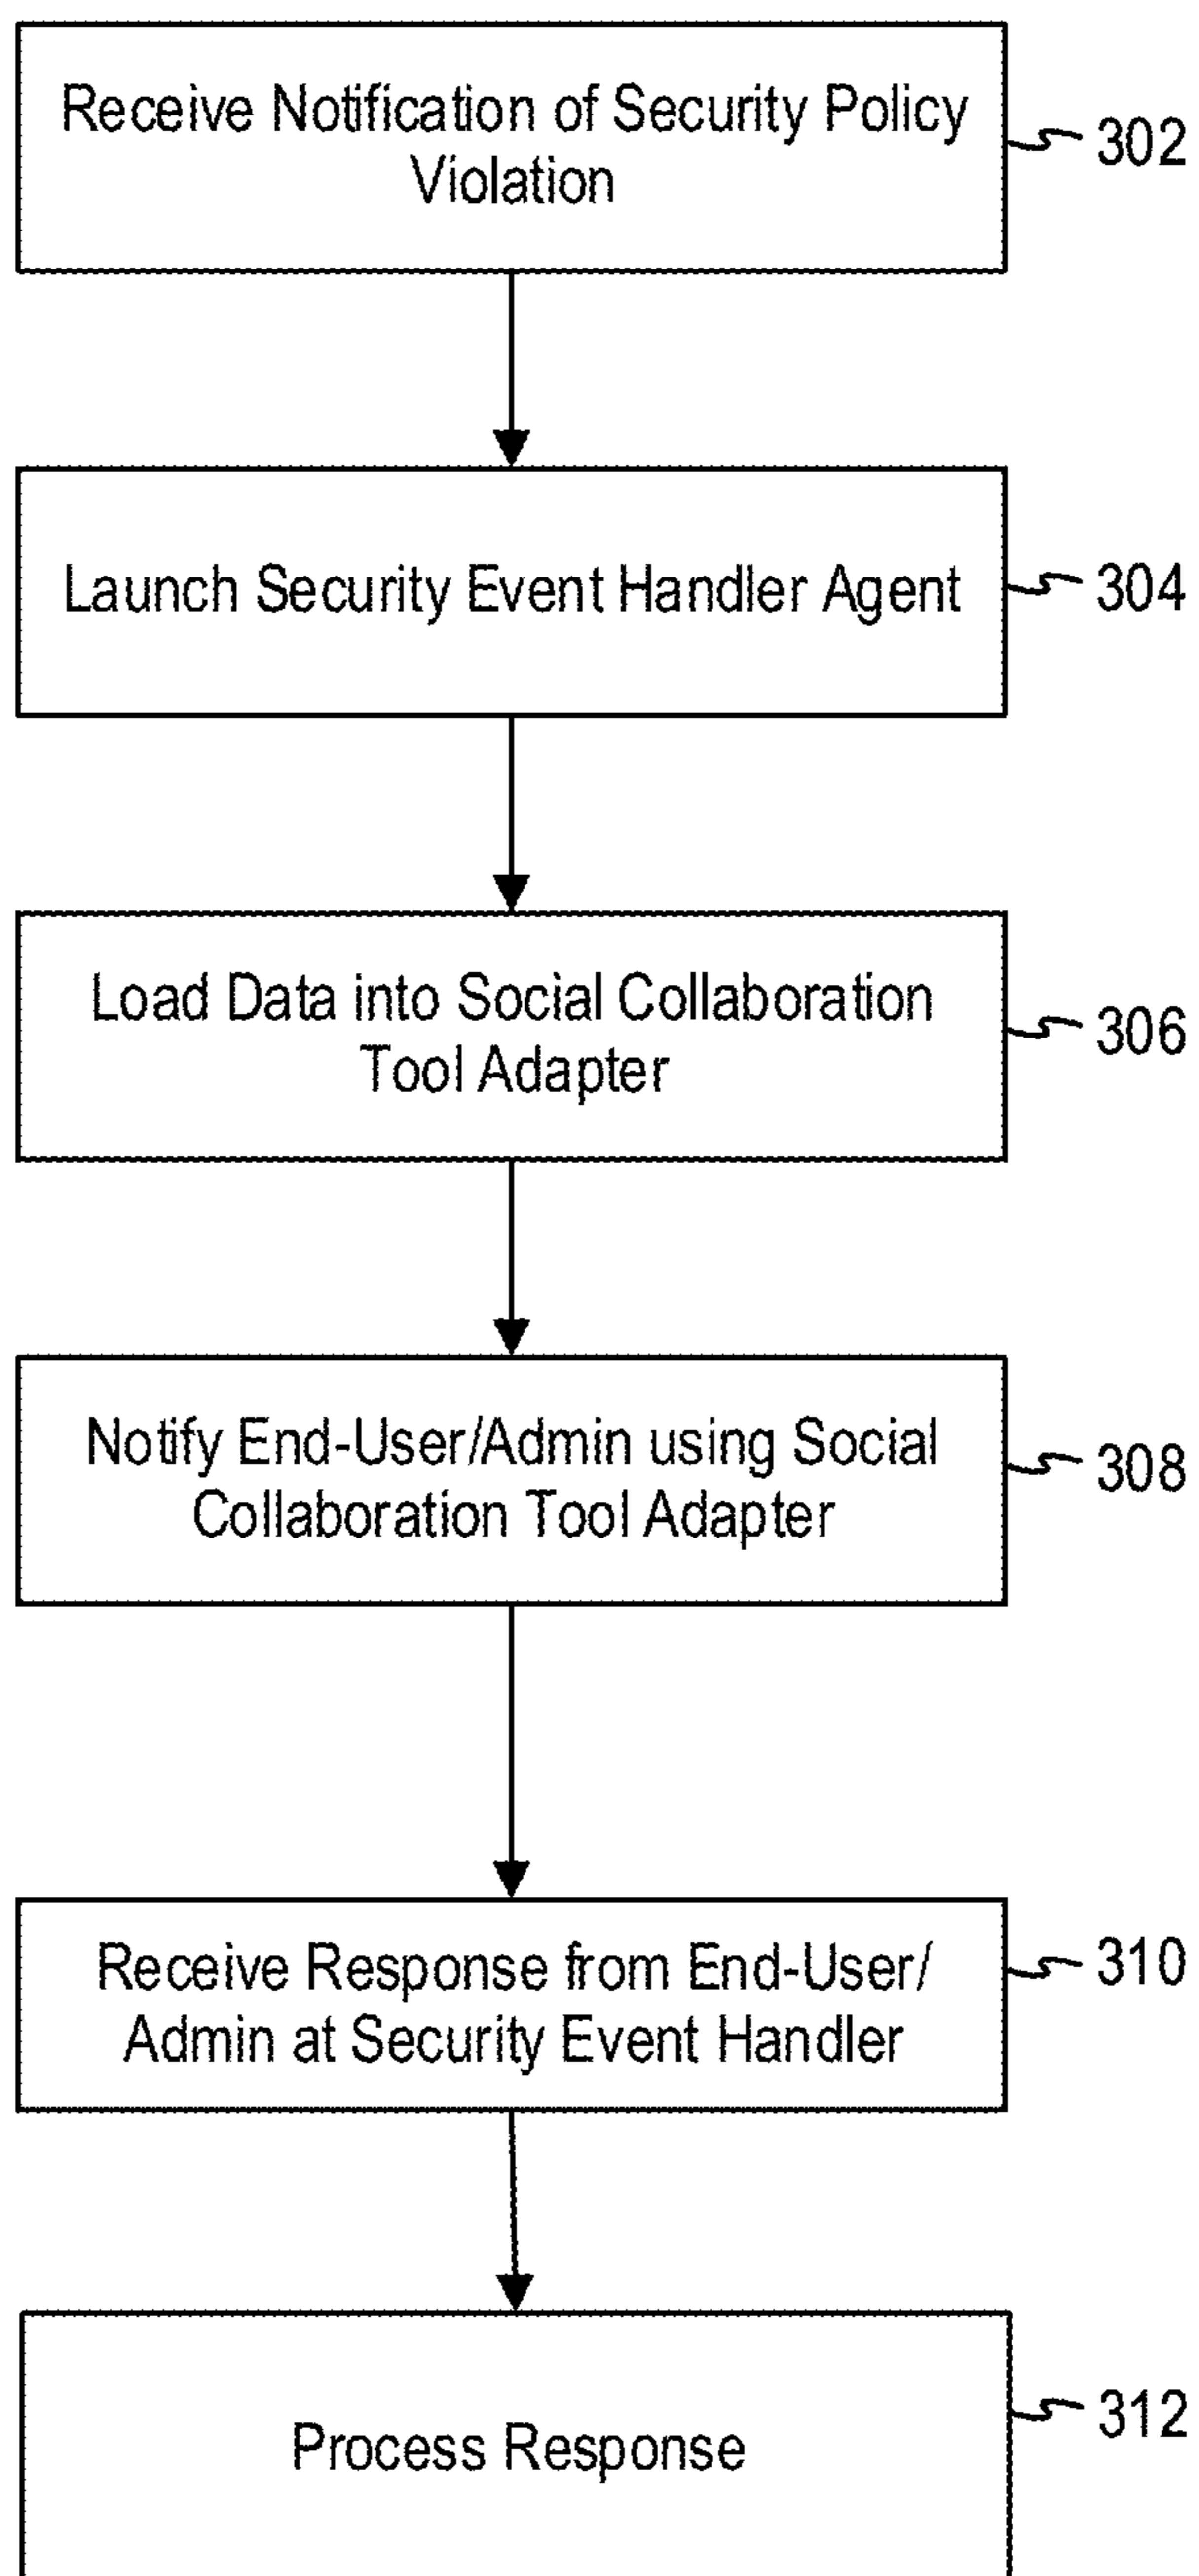 Receive Notification of Security Policy
Violation
302
Launch Security Event Handler Agent
304
Load Data into Social Collaboration
Tool Adapter
306
Notify End-User/Admin using Social
Collaboration Tool Adapter
308
Receive Response from End-User/
Admin at Security Event Handler
310
Process Response
312